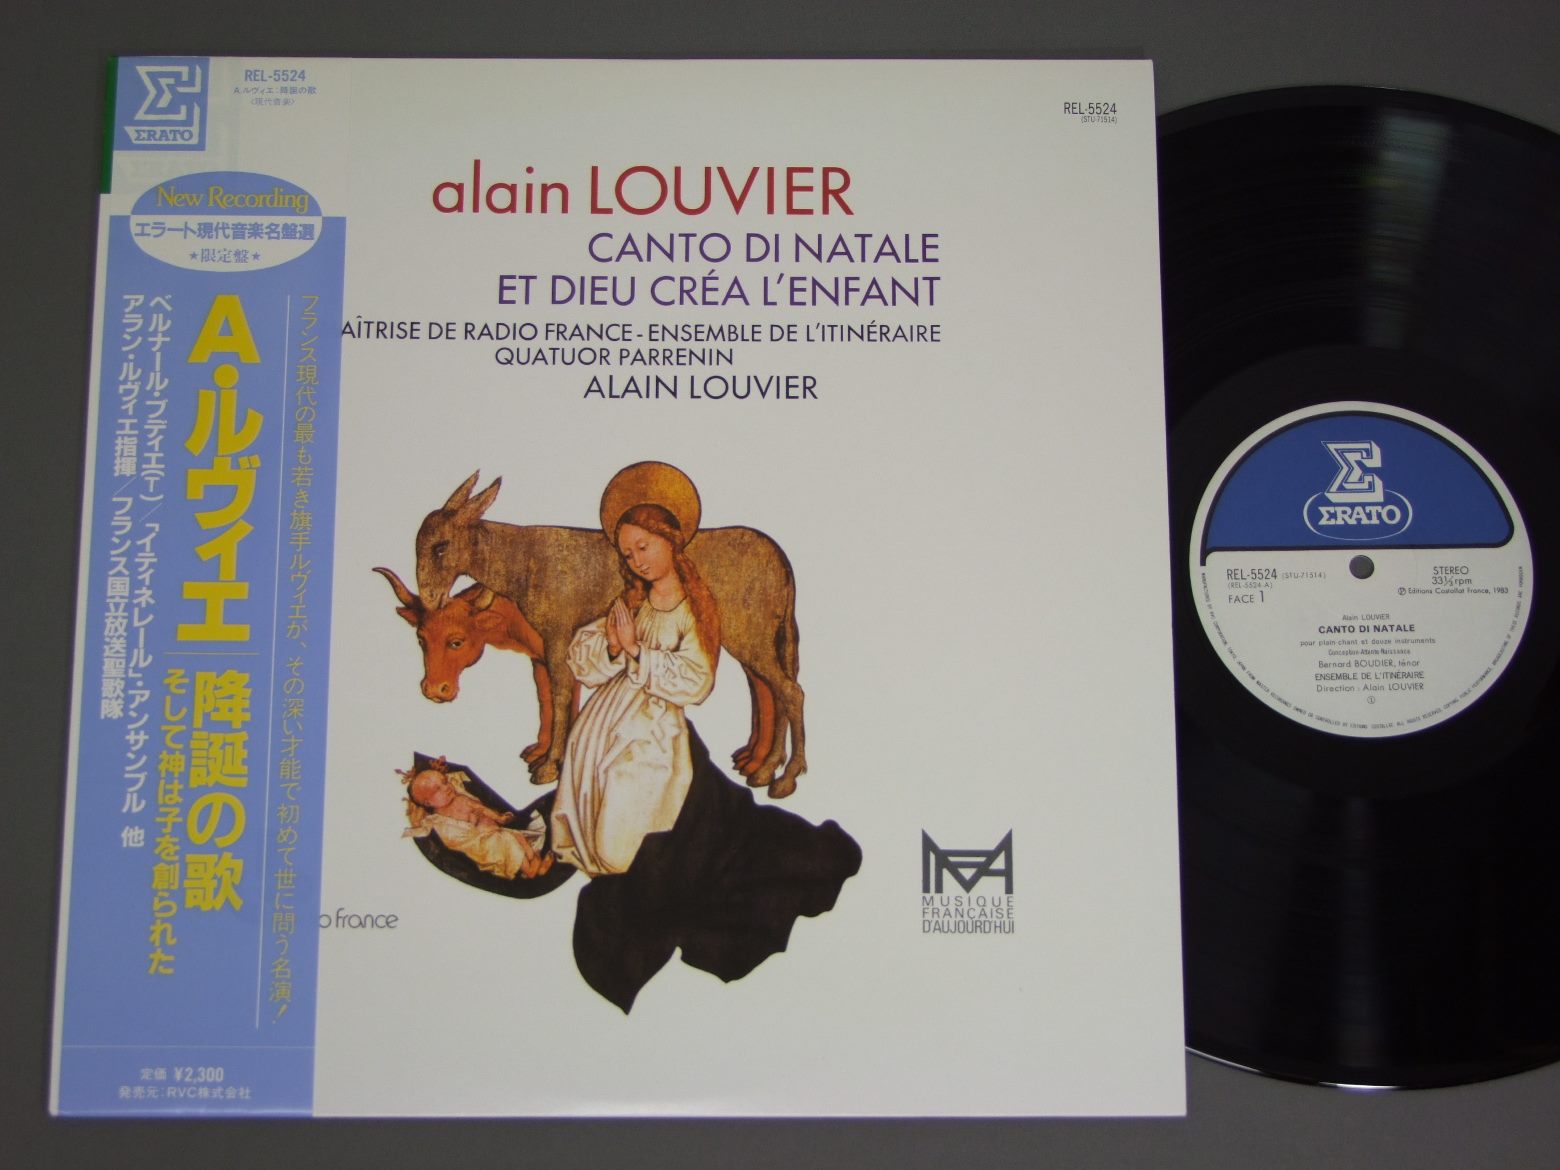 ERATO
REL-5524
A.ルヴィエ:降誕の歌
〈現代音楽〉
New Recording
エラート現代音楽名盤選
★限定盤★
フランス現代の最も若き旗手ルヴィエが、その深い才能で初めて世に問う名演!
A・ルヴィエ 降誕の歌
そして神は子を創られた
ベルナール・ブディエ(T)/「イティネレール」・アンサンブル 他
アラン・ルヴィエ指揮/フランス国立放送聖歌隊
定価 ¥2,300
発売元:RVC株式会社
REL-5524
(STU-71514)
alain LOUVIER
CANTO DI NATALE
ET DIEU CRÉA L'ENFANT
AÎTRISE DE RADIO FRANCE - ENSEMBLE DE L'ITINÉRAIRE
QUATUOR PARRENIN
ALAIN LOUVIER
o france
MFA
MUSIQUE
FRANÇAISE
D'AUJOURD'HUI
ERATO
REL-5524 (STU-71514)
(REL-5524-A)
FACE 1
STEREO
33⅓ rpm
Ⓟ Editions Costallat France, 1983
Alain LOUVIER
CANTO DI NATALE
pour plain-chant et douze instruments
Conception-Attente-Naissance
Bernard BOUDIER, ténor
ENSEMBLE DE L'ITINÉRAIRE
Direction : Alain LOUVIER
①